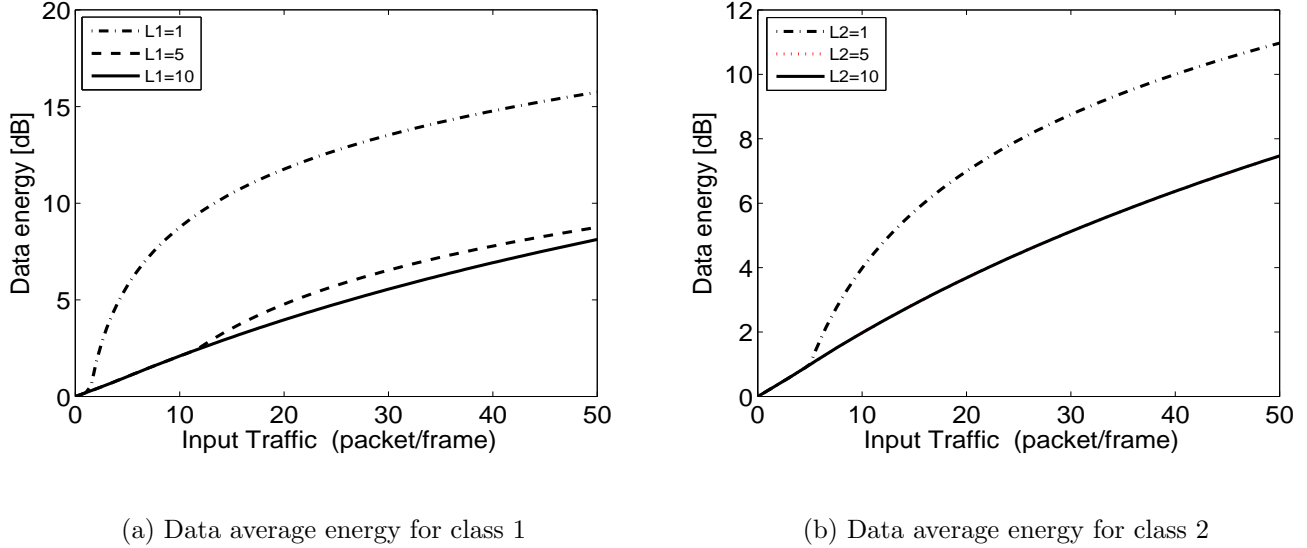 20
15
10
5
0
0 10 20 30 40 50
Data energy [dB]
Input Traffic (packet/frame)
L1=1
L1=5
L1=10
(a) Data average energy for class 1
12
10
8
6
4
2
0
0 10 20 30 40 50
Data energy [dB]
Input Traffic (packet/frame)
L2=1
L2=5
L2=10
(b) Data average energy for class 2